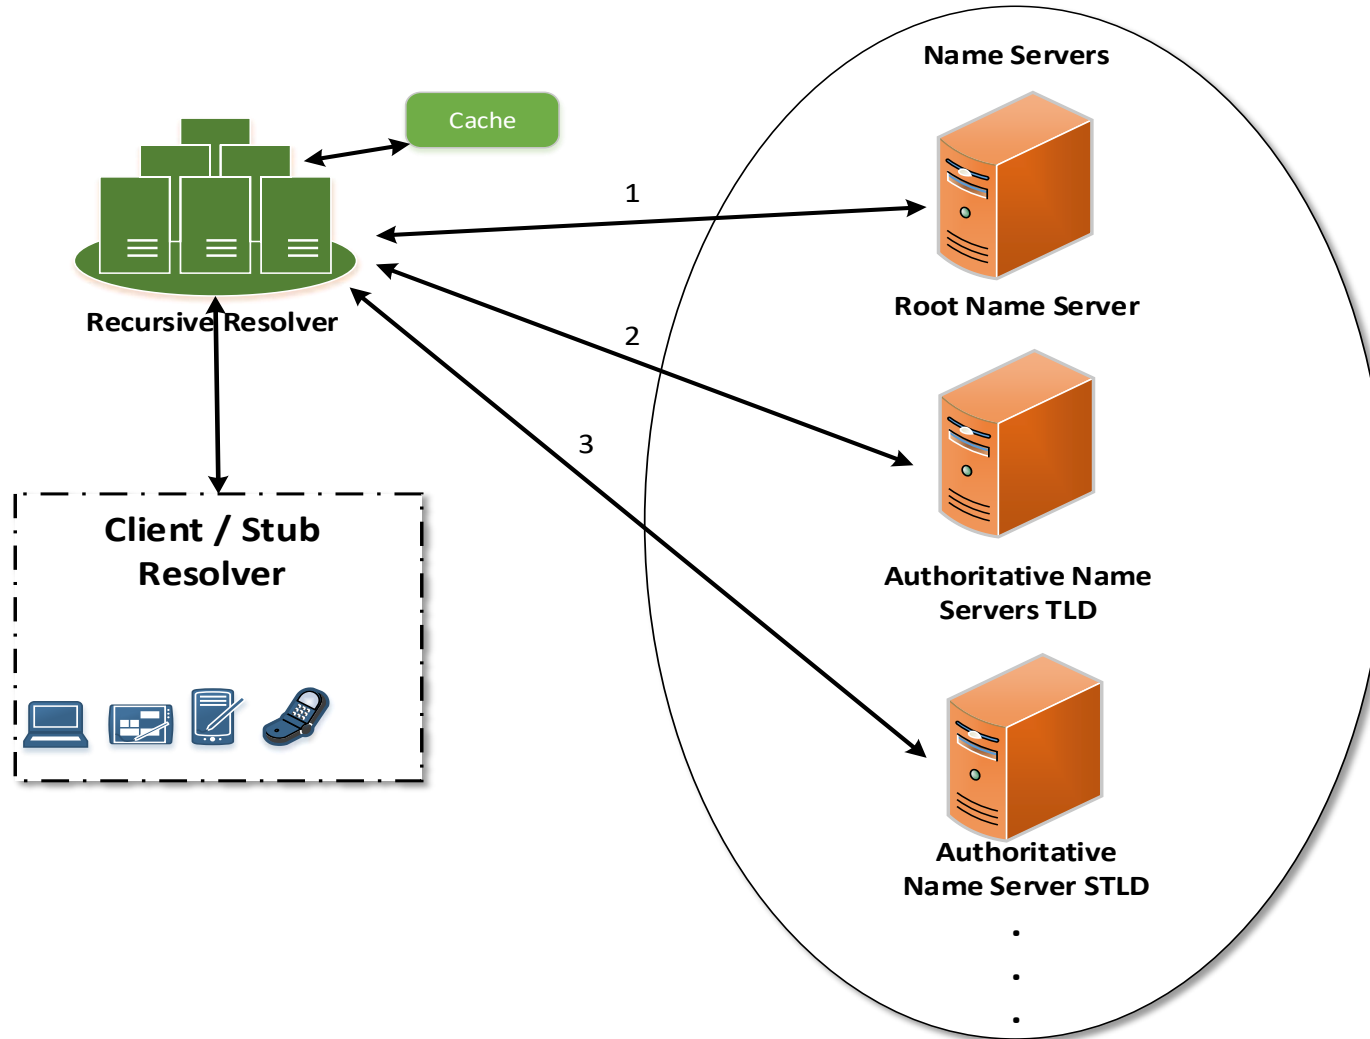 Name Servers
Cache
1
Root Name Server
Recursive Resolver
2
3
Client / Stub
Resolver
Authoritative Name
Servers TLD
Authoritative
Name Server STLD
.
.
.